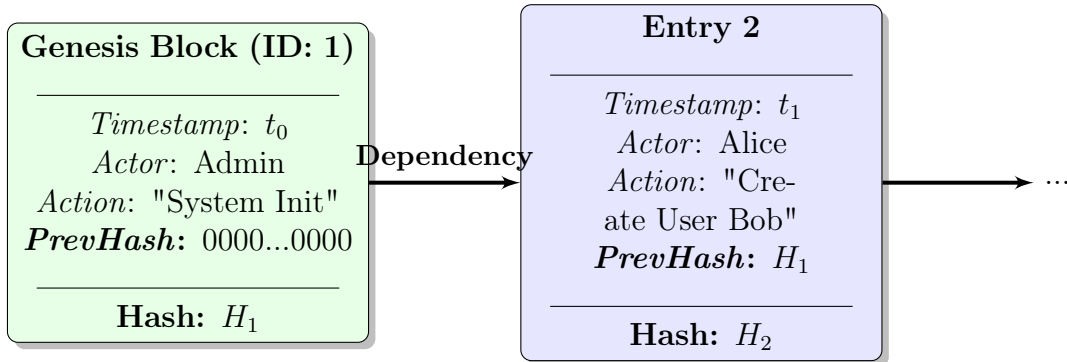 Genesis Block (ID: 1)
Timestamp: t₀
Actor: Admin
Action: "System Init"
PrevHash: 0000...0000
Hash: H₁
Dependency
Entry 2
Timestamp: t₁
Actor: Alice
Action: "Cre-
ate User Bob"
PrevHash: H₁
Hash: H₂
...